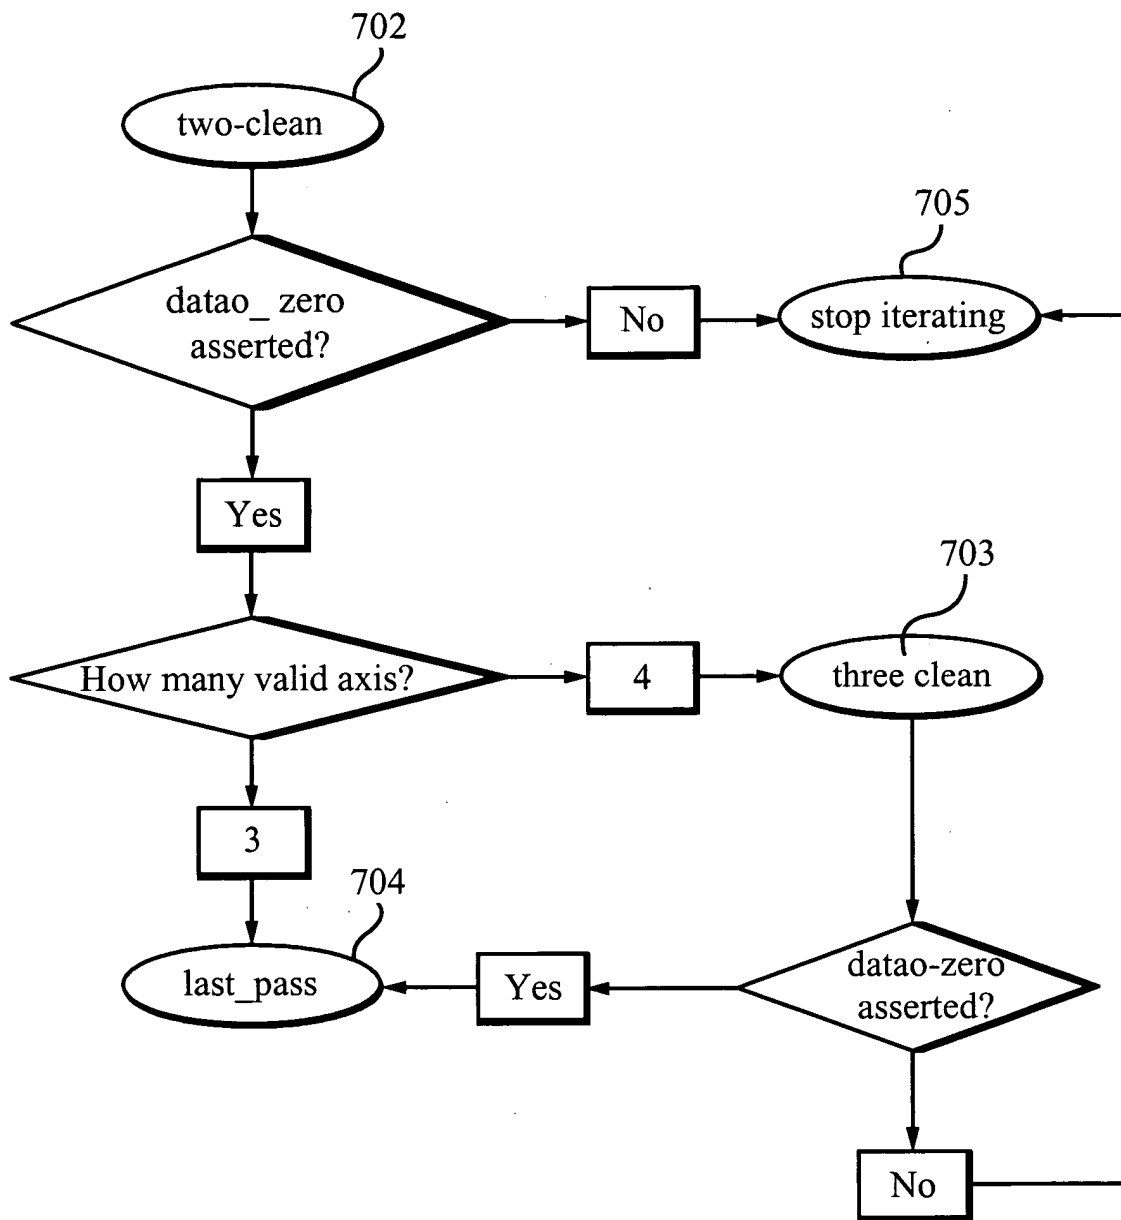 702
two-clean
705
datao_ zero
asserted?
No
stop iterating
Yes
703
How many valid axis?
4
three clean
3
704
last_pass
Yes
datao-zero
asserted?
No